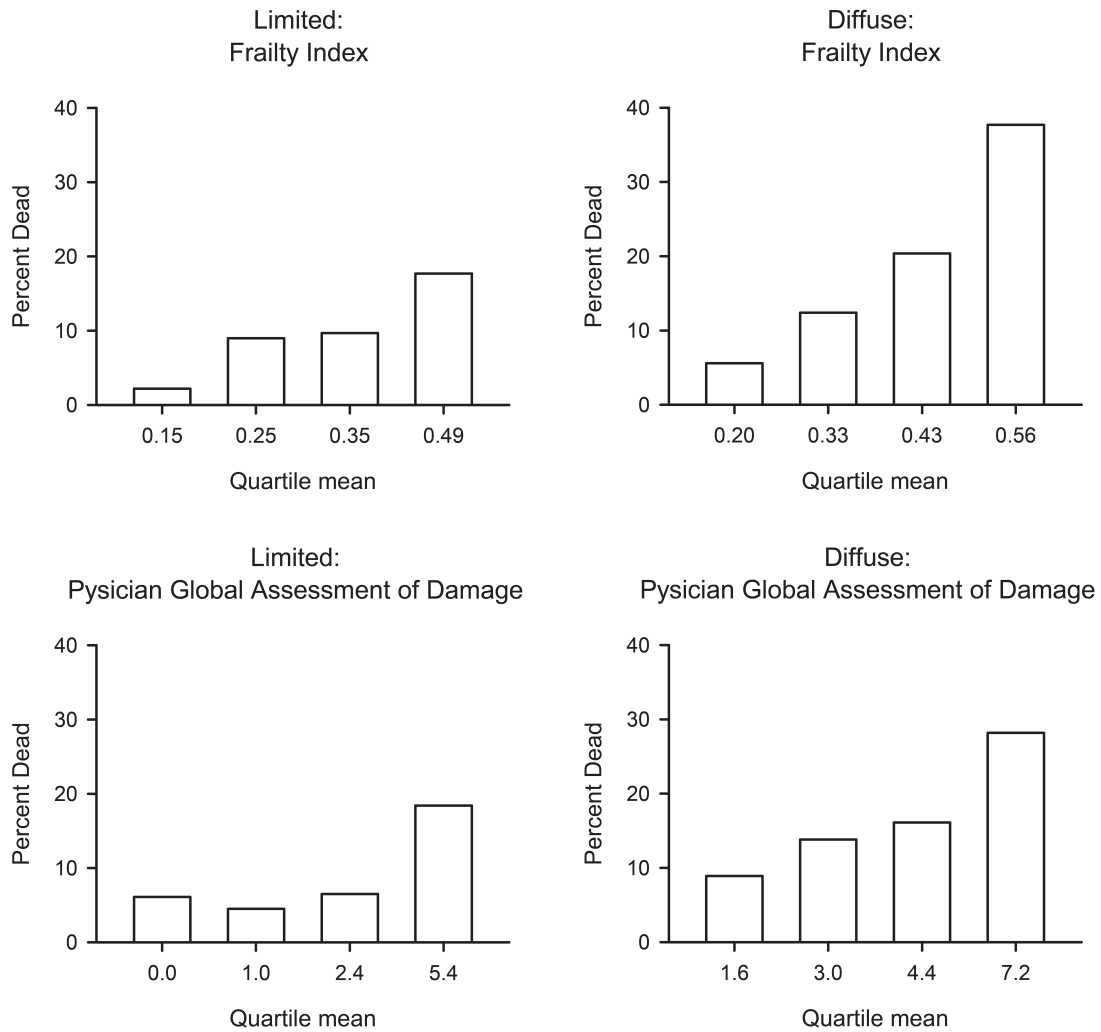 Limited:
Frailty Index
40
30
20
10
0
Percent Dead
0.15 0.25 0.35 0.49
Quartile mean
Diffuse:
Frailty Index
40
30
20
10
0
Percent Dead
0.20 0.33 0.43 0.56
Quartile mean
Limited:
Pysician Global Assessment of Damage
40
30
20
10
0
Percent Dead
0.0 1.0 2.4 5.4
Quartile mean
Diffuse:
Pysician Global Assessment of Damage
40
30
20
10
0
Percent Dead
1.6 3.0 4.4 7.2
Quartile mean